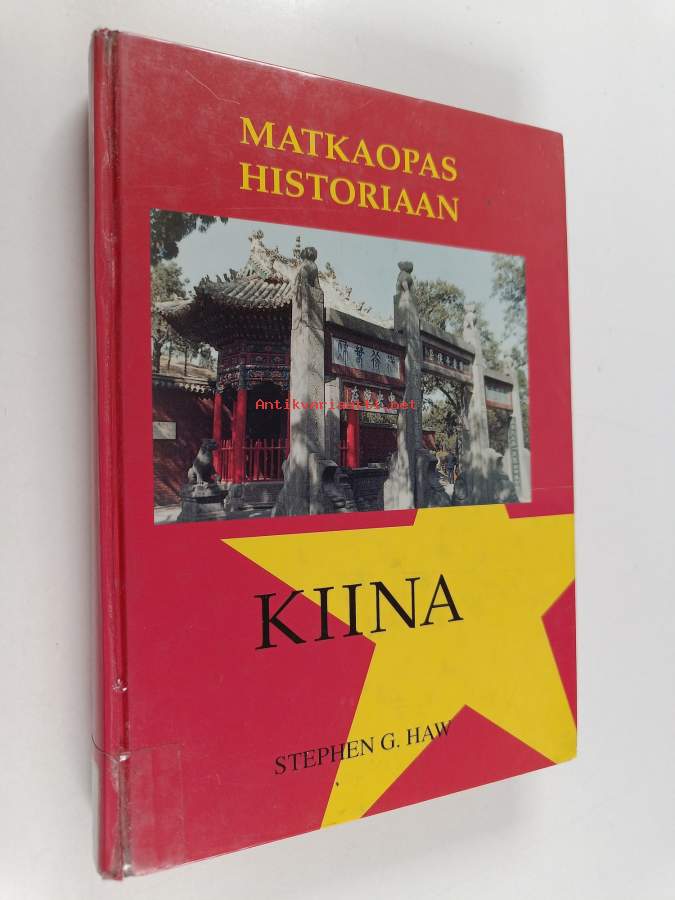 MATKAOPAS
HISTORIAAN
Antikvariaatti.net
KIINA
STEPHEN G. HAW